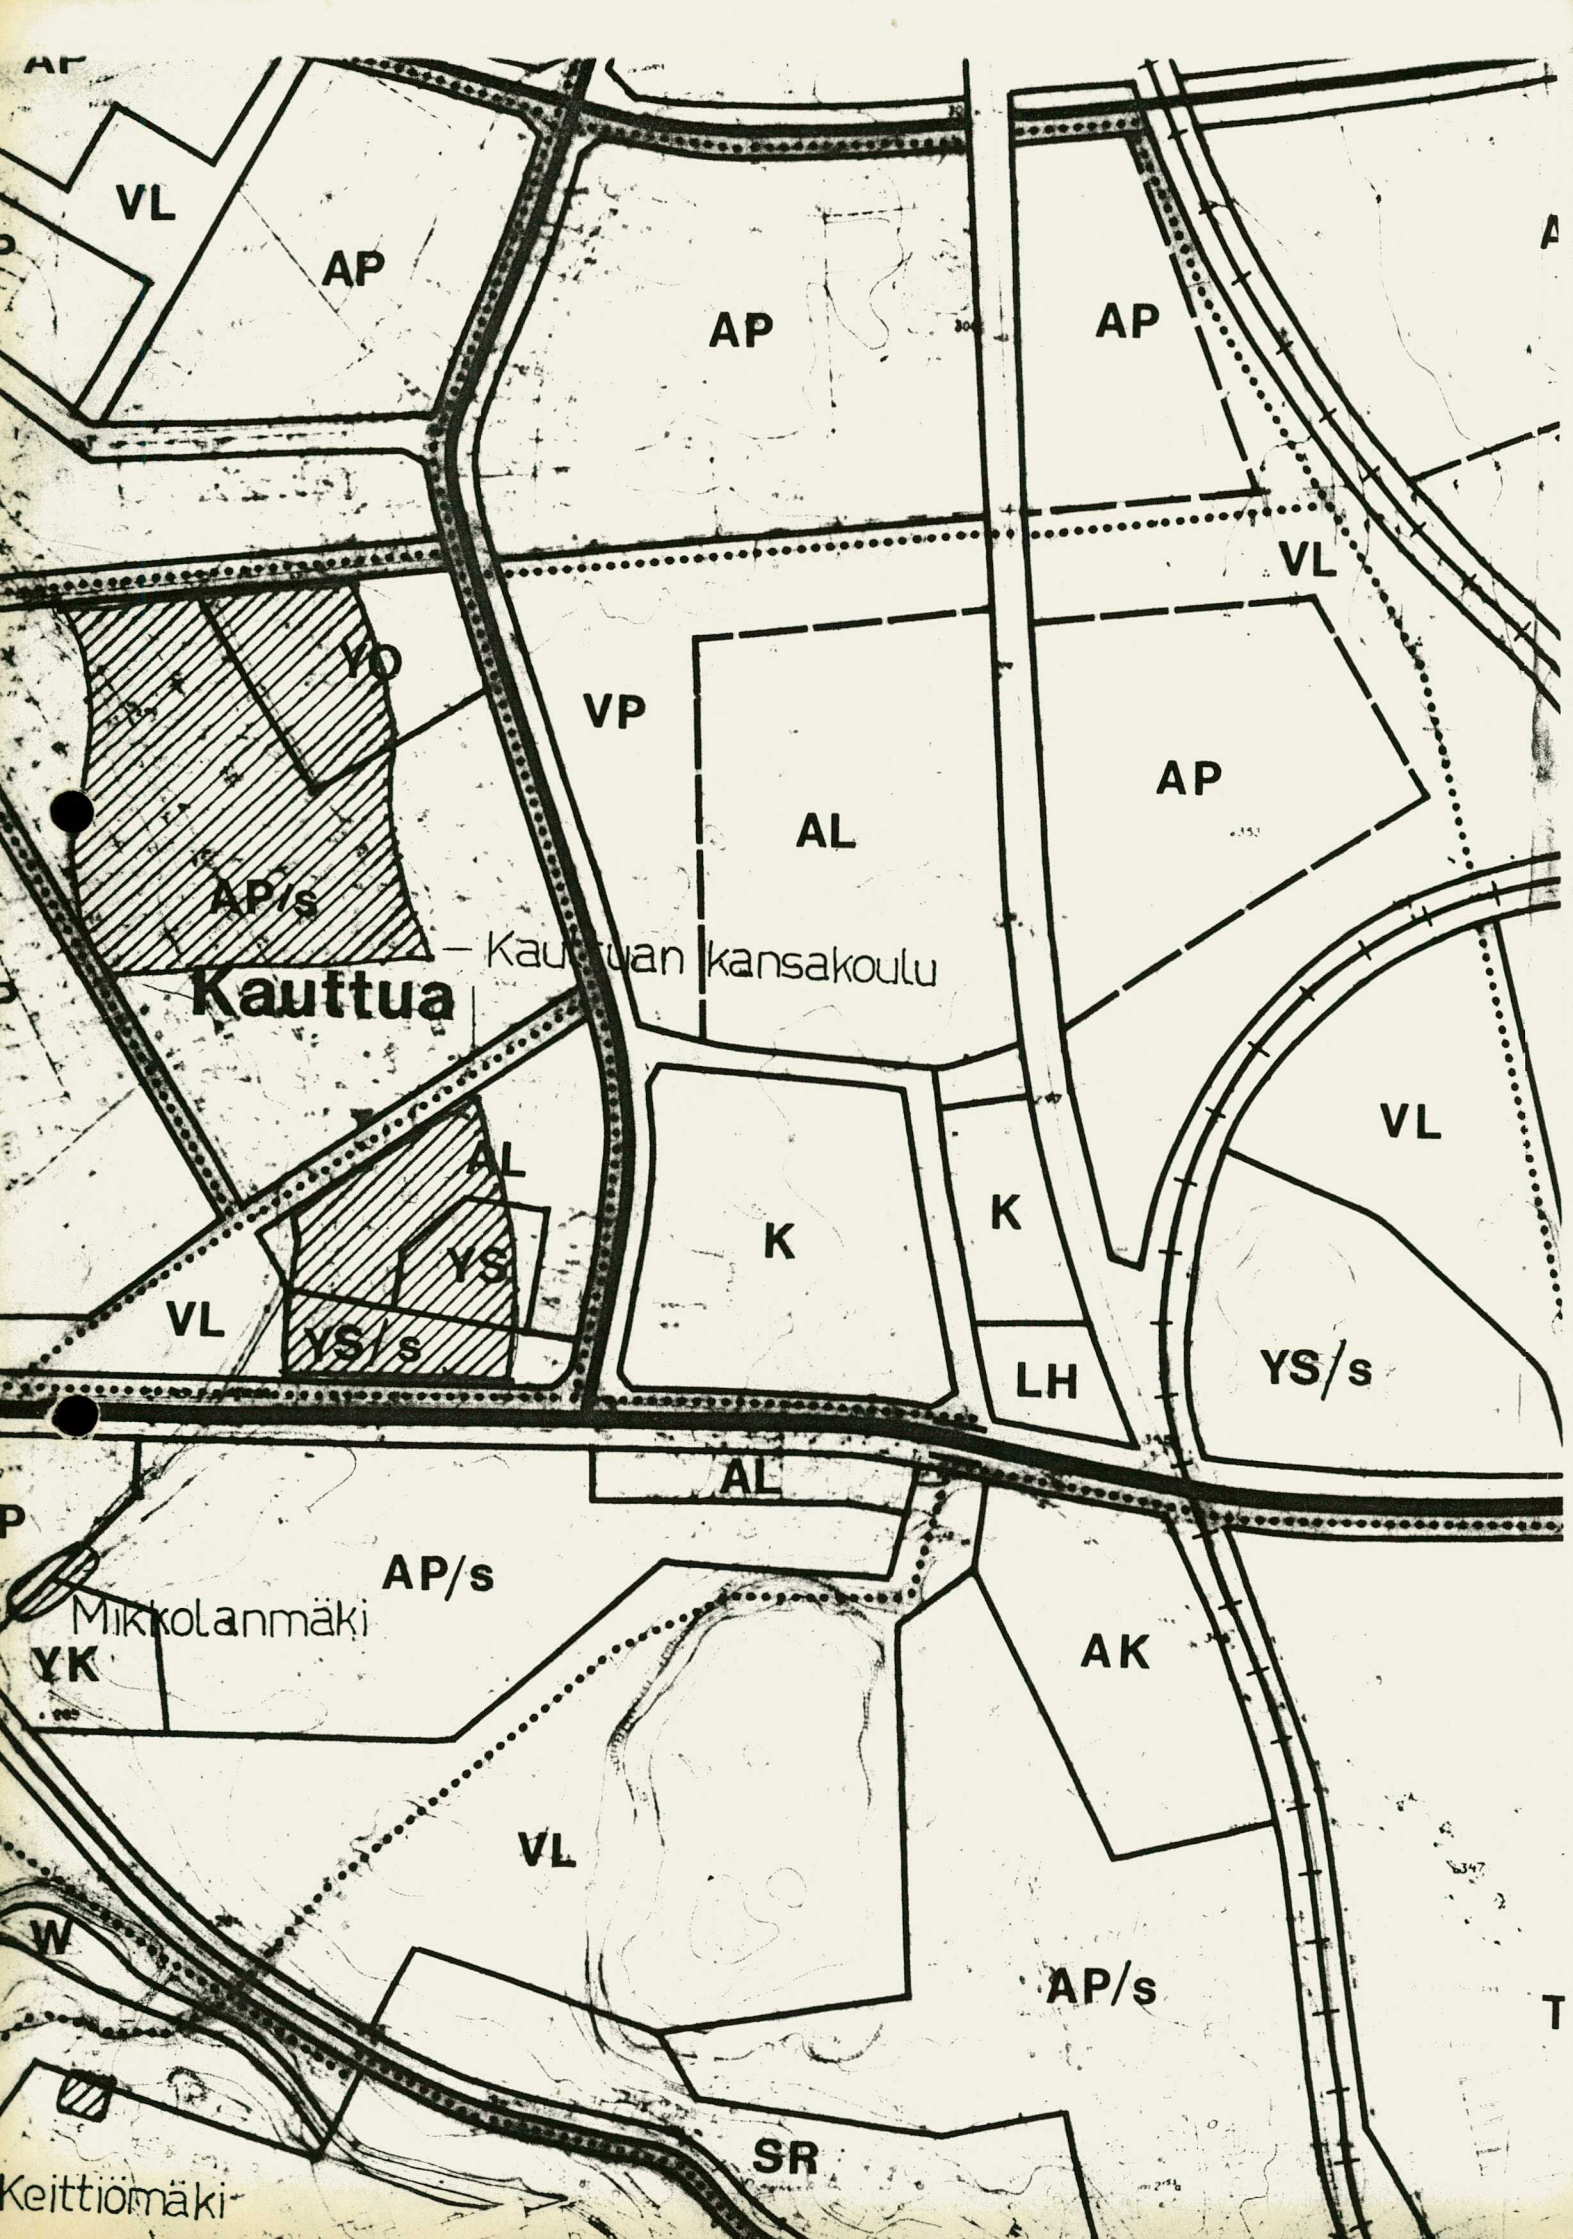 AP
VL
AP
AP
AP
VL
YO
VP
AP
AL
AP/s
Kauttuan kansakoulu
Kauttua
VL
AL
K
K
YS
VL
YS/s
LH
YS/s
AL
P
AP/s
Mikkolanmäki
AK
YK
VL
W
AP/s
T
SR
Keittiömäki